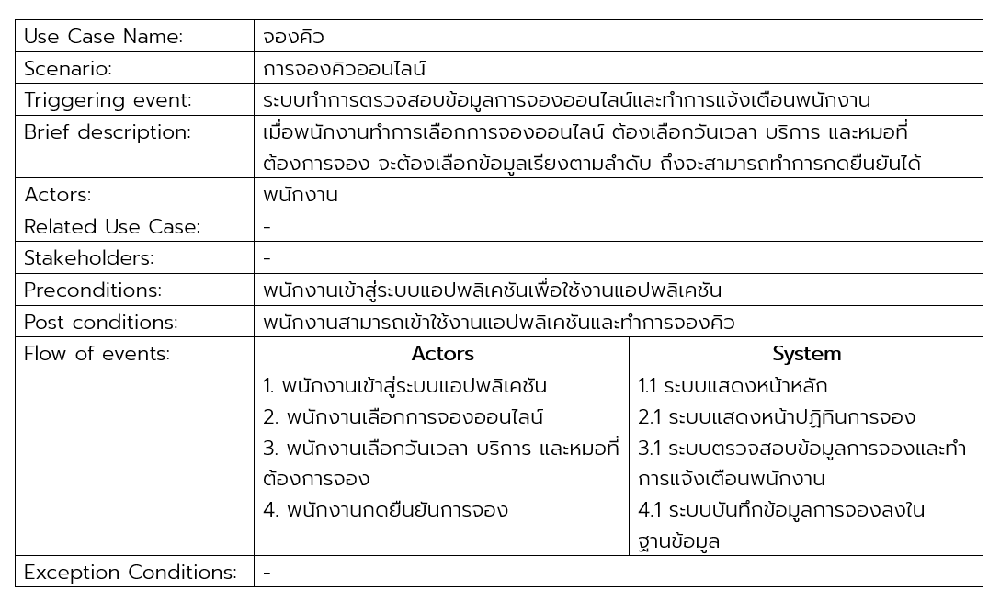 Use Case Name: จองคิว
Scenario: การจองคิวออนไลน์
Triggering event: ระบบทำการตรวจสอบข้อมูลการจองออนไลน์และทำการแจ้งเตือนพนักงาน
Brief description: เมื่อพนักงานทำการเลือกการจองออนไลน์ ต้องเลือกวันเวลา บริการ และหมอที่
ต้องการจอง จะต้องเลือกข้อมูลเรียงตามลำดับ ถึงจะสามารถทำการกดยืนยันได้
Actors: พนักงาน
Related Use Case: -
Stakeholders: -
Preconditions: พนักงานเข้าสู่ระบบแอปพลิเคชันเพื่อใช้งานแอปพลิเคชัน
Post conditions: พนักงานสามารถเข้าใช้งานแอปพลิเคชันและทำการจองคิว
Flow of events: Actors System
1. พนักงานเข้าสู่ระบบแอปพลิเคชัน
2. พนักงานเลือกการจองออนไลน์
3. พนักงานเลือกวันเวลา บริการ และหมอที่
ต้องการจอง
4. พนักงานกดยืนยันการจอง
1.1 ระบบแสดงหน้าหลัก
2.1 ระบบแสดงหน้าปฏิทินการจอง
3.1 ระบบตรวจสอบข้อมูลการจองและทำ
การแจ้งเตือนพนักงาน
4.1 ระบบบันทึกข้อมูลการจองลงใน
ฐานข้อมูล
Exception Conditions: -